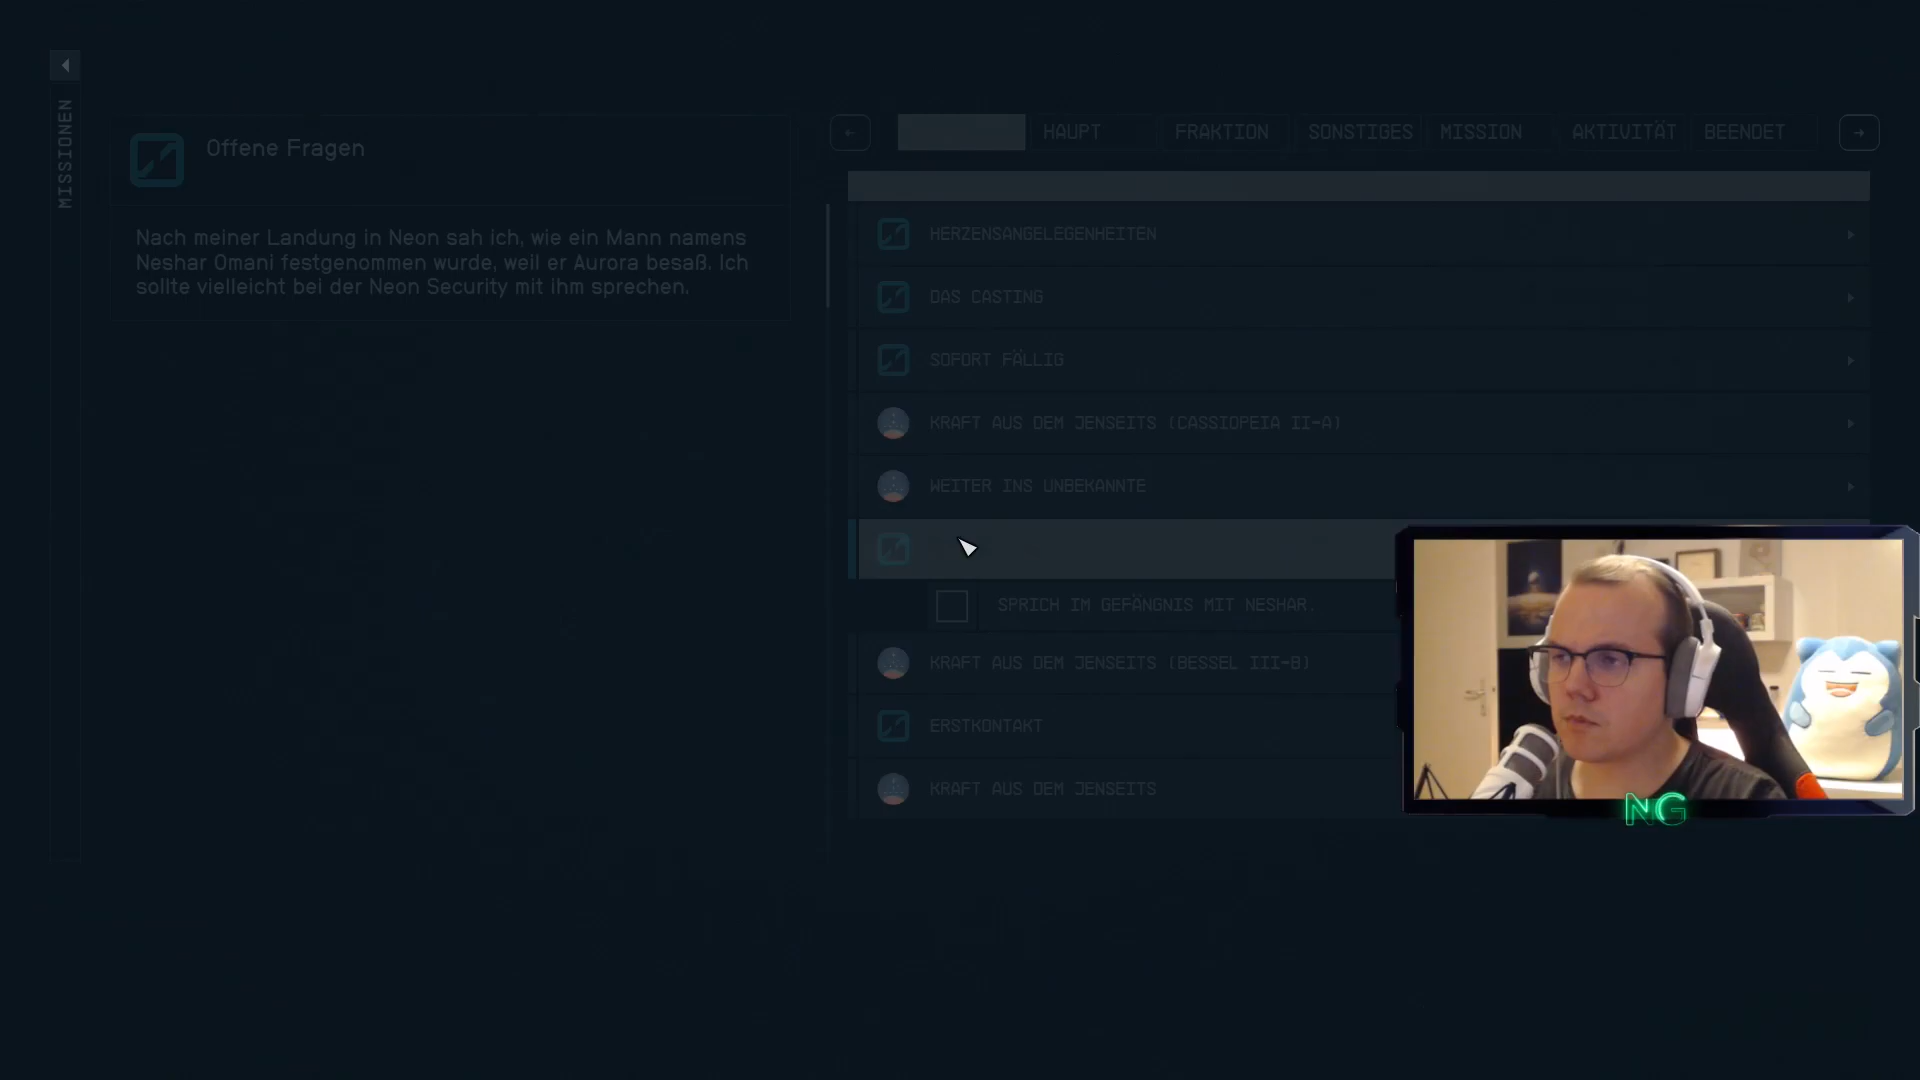 MISSIONEN
Offene Fragen
Nach meiner Landung in Neon sah ich, wie ein Mann namens
Neshar Omani festgenommen wurde, weil er Aurora besaß. Ich
sollte vielleicht bei der Neon Security mit ihm sprechen.
HAUPT
FRAKTION
SONSTIGES
MISSION
AKTIVITÄT
BEENDET
HERZENSANGELEGENHEITEN
DAS CASTING
SOFORT FÄLLIG
KRAFT AUS DEM JENSEITS (CASSIOPEIA II-A)
WEITER INS UNBEKANNTE
SPRICH IM GEFÄNGNIS MIT NESHAR.
KRAFT AUS DEM JENSEITS (BESSEL III-B)
ERSTKONTAKT
KRAFT AUS DEM JENSEITS
NG